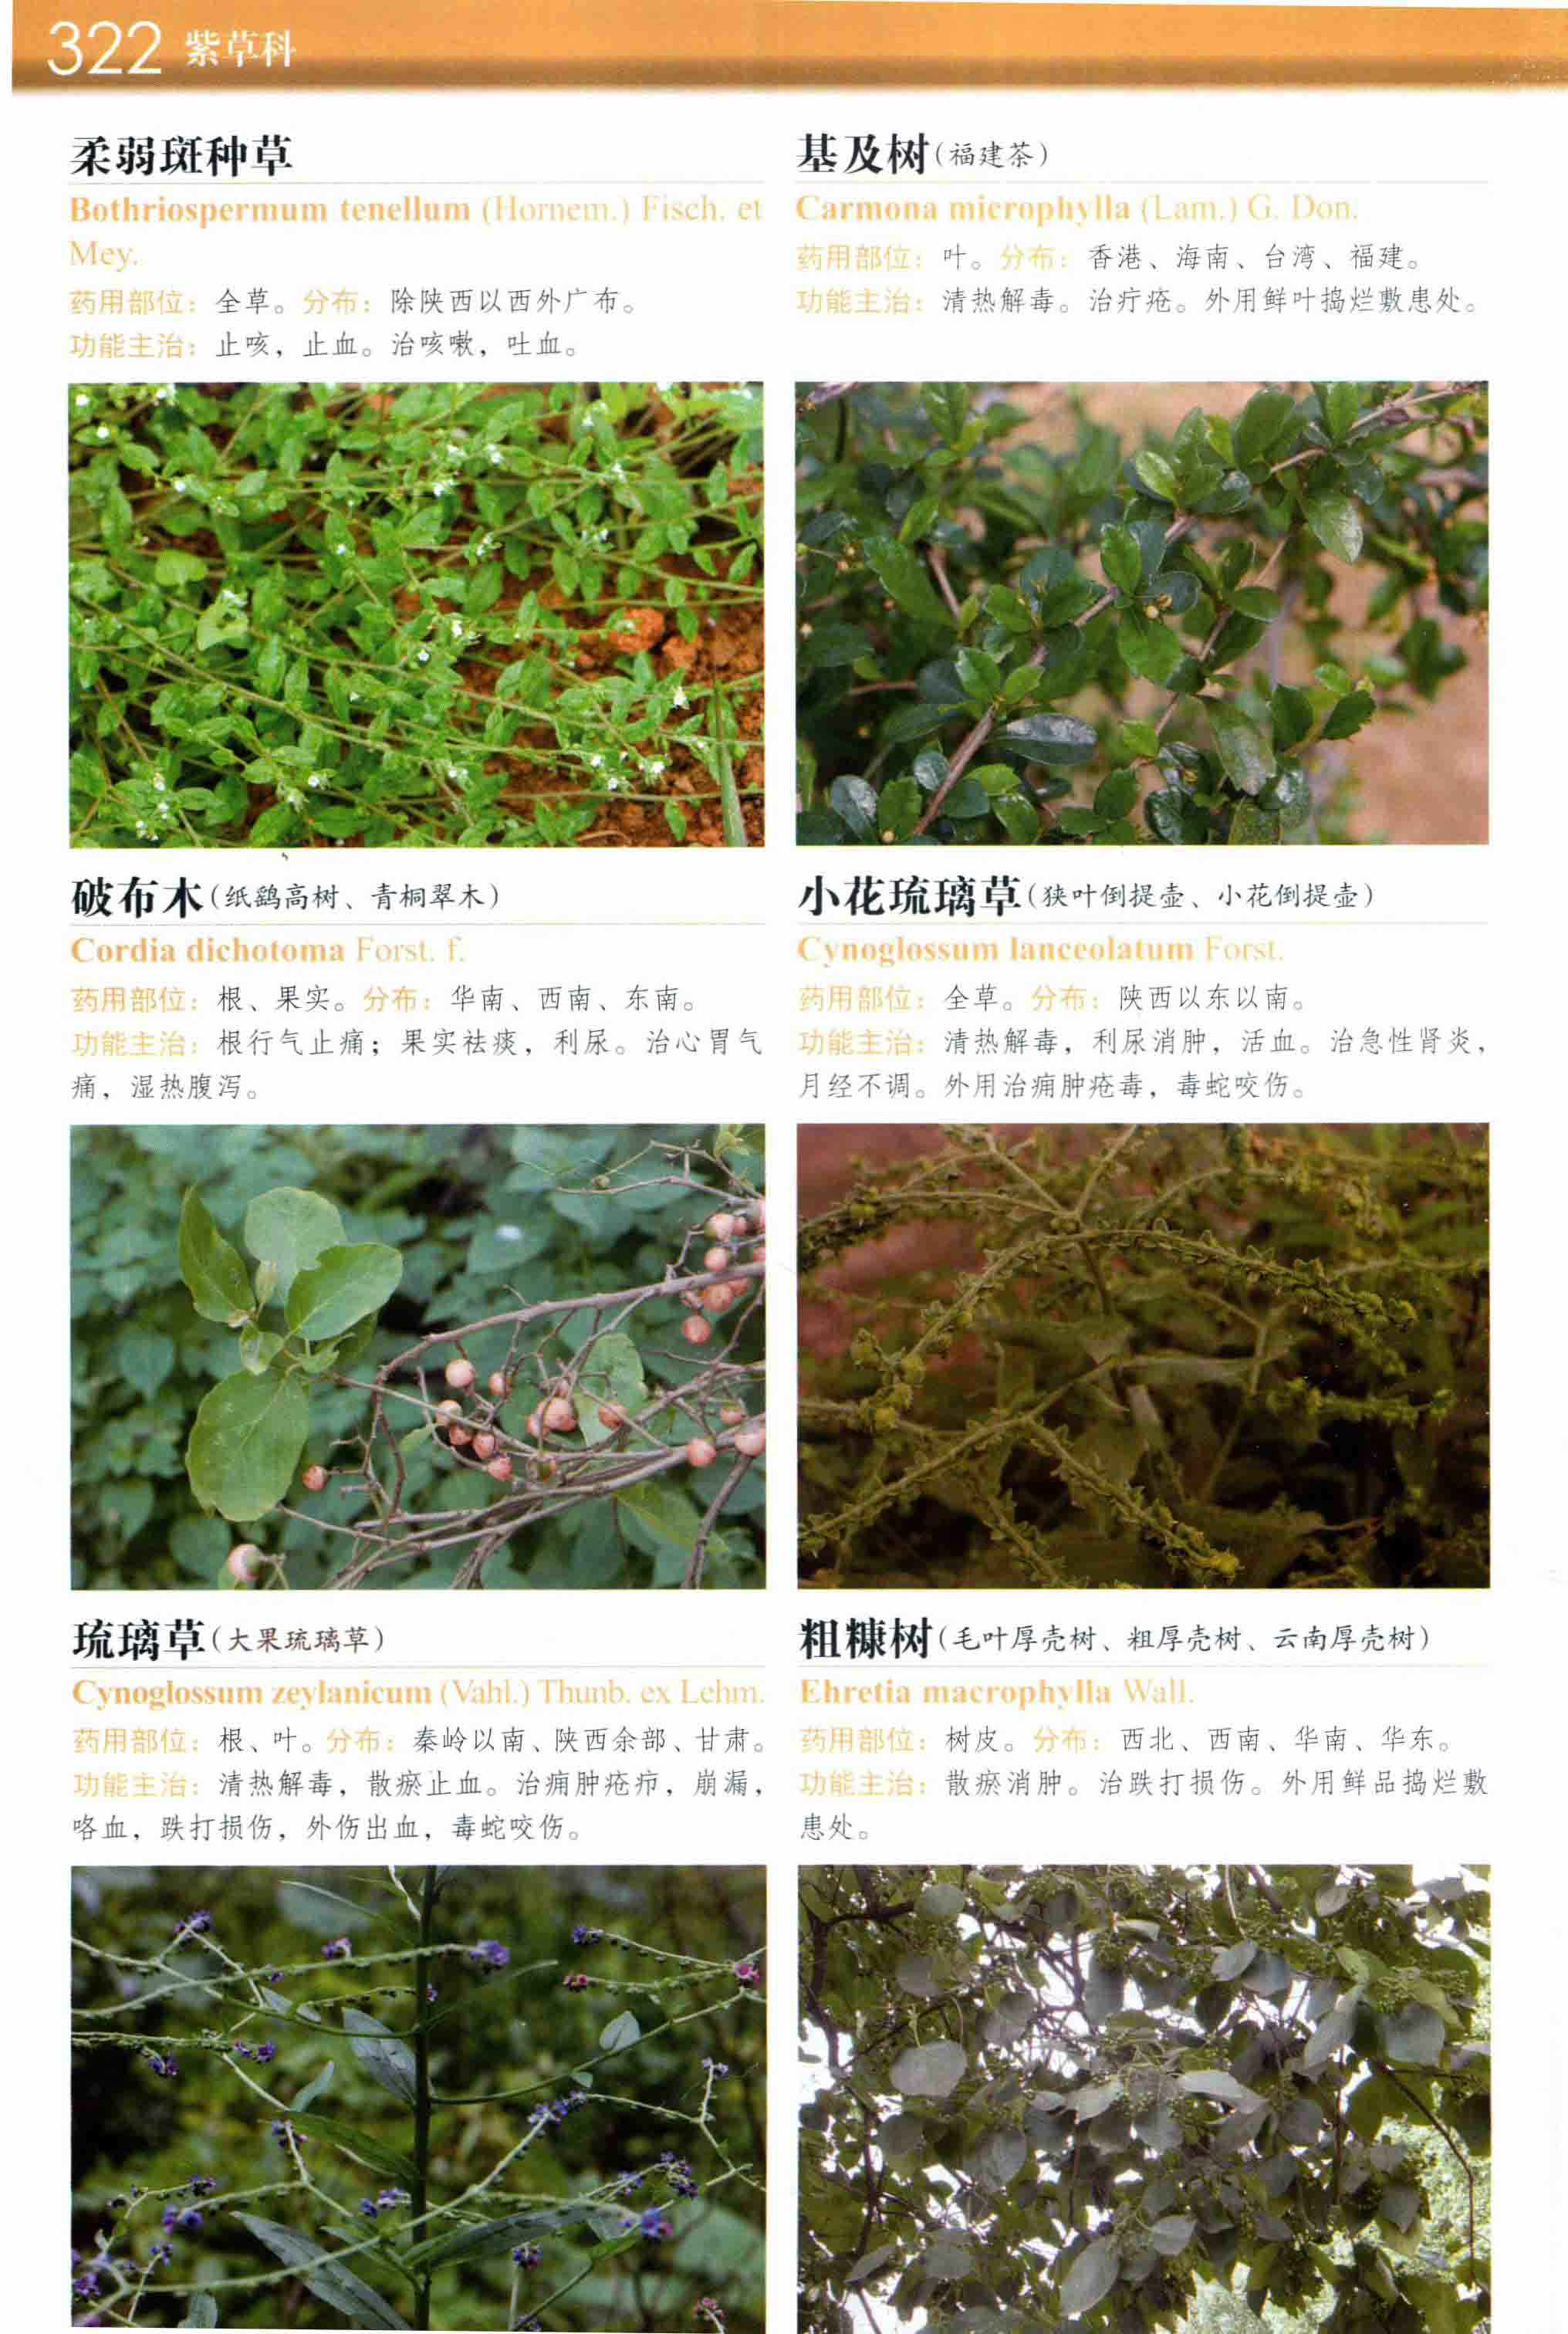 322 紫草科
柔弱斑种草
Bothriospermum tenellum (Hornem.) Fisch. et
Mey.
药用部位：全草。分布：除陕西以西外广布。
功能主治：止咳，止血。治咳嗽，吐血。
基及树（福建茶）
Carmona microphylla (Lam.) G. Don.
药用部位：叶。分布：香港、海南、台湾、福建。
功能主治：清热解毒。治疔疮。外用鲜叶捣烂敷患处。
破布木（纸鹞高树、青桐翠木）
Cordia dichotoma Forst. f.
药用部位：根、果实。分布：华南、西南、东南。
功能主治：根行气止痛；果实祛痰，利尿。治心胃气
痛，湿热腹泻。
小花琉璃草（狭叶倒提壶、小花倒提壶）
Cynoglossum lanceolatum Forst.
药用部位：全草。分布：陕西以东以南。
功能主治：清热解毒，利尿消肿，活血。治急性肾炎，
月经不调。外用治痈肿疮毒，毒蛇咬伤。
琉璃草（大果琉璃草）
Cynoglossum zeylanicum (Vahl.) Thunb. ex Lehm.
药用部位：根、叶。分布：秦岭以南、陕西余部、甘肃。
功能主治：清热解毒，散瘀止血。治痈肿疮疖，崩漏，
咯血，跌打损伤，外伤出血，毒蛇咬伤。
粗糠树（毛叶厚壳树、粗厚壳树、云南厚壳树）
Ehretia macrophylla Wall.
药用部位：树皮。分布：西北、西南、华南、华东。
功能主治：散瘀消肿。治跌打损伤。外用鲜品捣烂敷
患处。